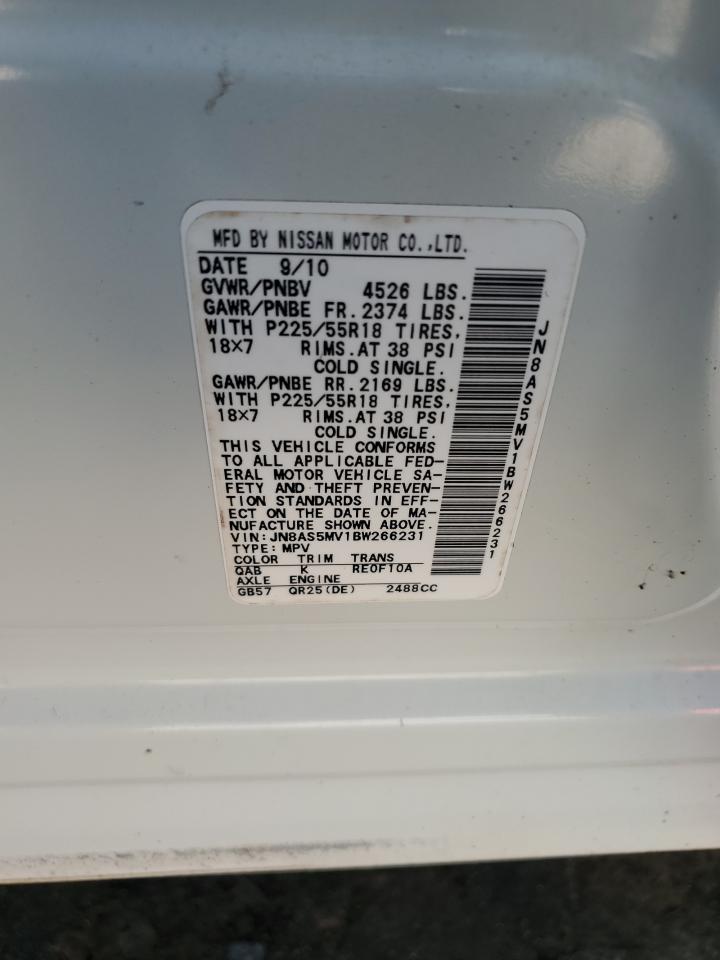 MFD BY NISSAN MOTOR CO.,LTD.
DATE 9/10
GVWR/PNBV 4526 LBS.
GAWR/PNBE FR. 2374 LBS.
WITH P225/55R18 TIRES,
18X7 RIMS.AT 38 PSI
COLD SINGLE.
GAWR/PNBE RR. 2169 LBS.
WITH P225/55R18 TIRES,
18X7 RIMS.AT 38 PSI
COLD SINGLE.
THIS VEHICLE CONFORMS
TO ALL APPLICABLE FED-
ERAL MOTOR VEHICLE SA-
FETY AND THEFT PREVEN-
TION STANDARDS IN EFF-
ECT ON THE DATE OF MA-
NUFACTURE SHOWN ABOVE.
VIN:JN8AS5MV1BW266231
TYPE:MPV
COLOR TRIM TRANS
QAB K RE0F10A
AXLE ENGINE
GB57 QR25(DE) 2488CC
JN8AS5MV1BW266231